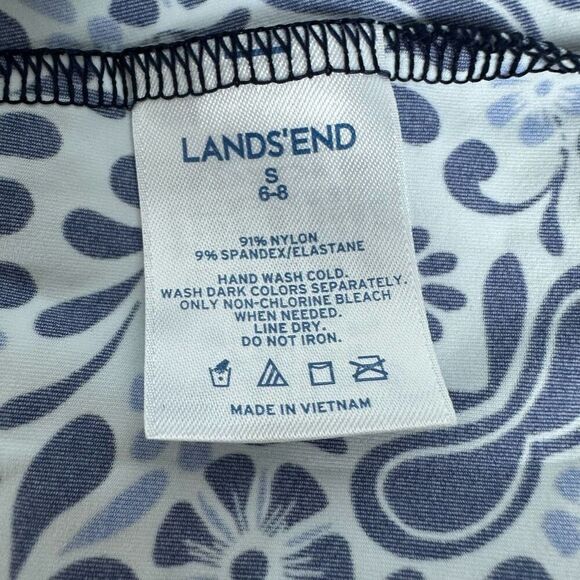 LANDS'END
S
6-8
91% NYLON
9% SPANDEX/ELASTANE
HAND WASH COLD.
WASH DARK COLORS SEPARATELY.
ONLY NON-CHLORINE BLEACH
WHEN NEEDED.
LINE DRY.
DO NOT IRON.
MADE IN VIETNAM